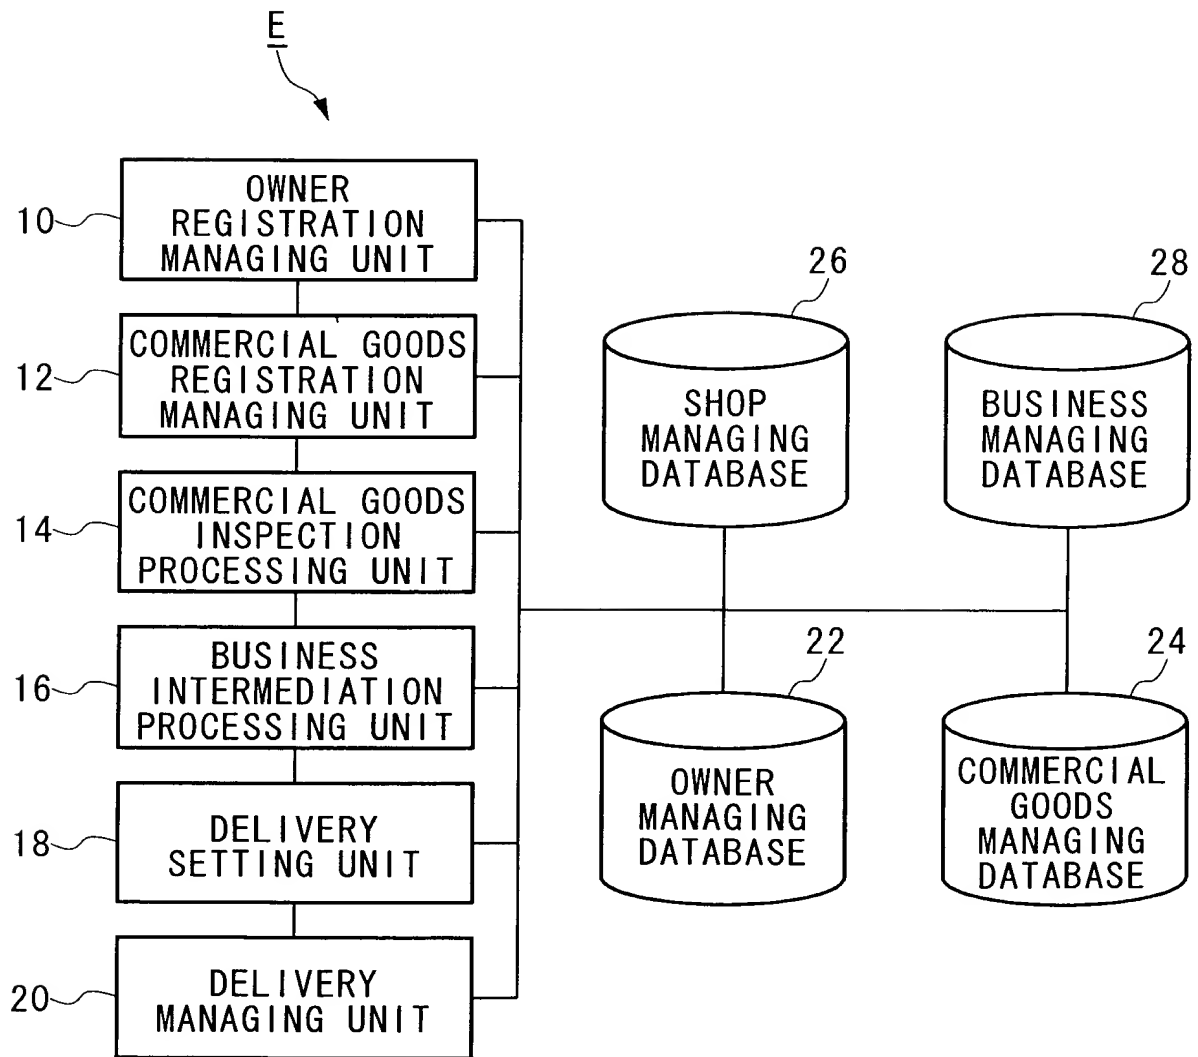 E
10
OWNER
REGISTRATION
MANAGING UNIT
12
COMMERCIAL GOODS
REGISTRATION
MANAGING UNIT
14
COMMERCIAL GOODS
INSPECTION
PROCESSING UNIT
16
BUSINESS
INTERMEDIATION
PROCESSING UNIT
18
DELIVERY
SETTING UNIT
20
DELIVERY
MANAGING UNIT
26
SHOP
MANAGING
DATABASE
28
BUSINESS
MANAGING
DATABASE
22
OWNER
MANAGING
DATABASE
24
COMMERCIAL
GOODS
MANAGING
DATABASE